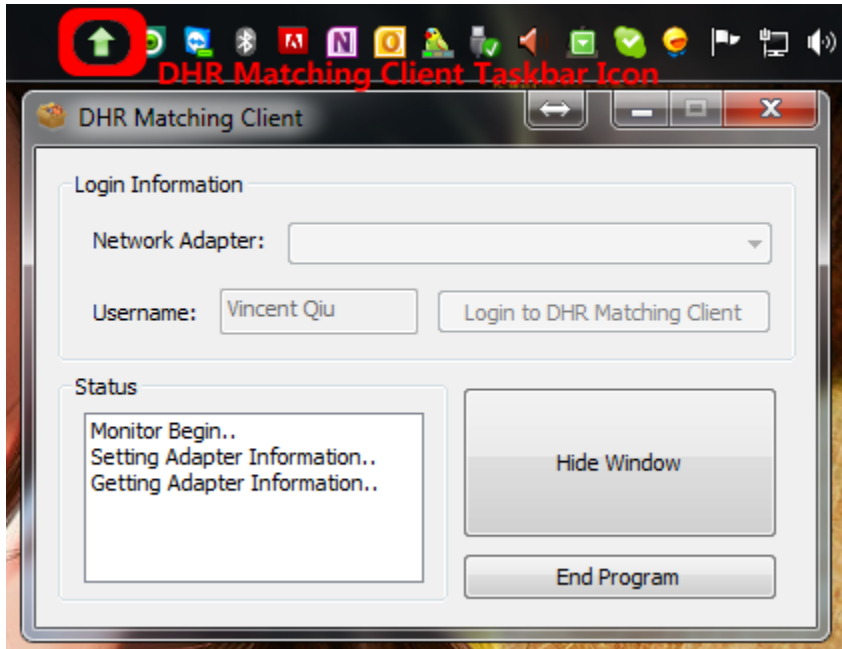 DHR Matching Client Taskbar Icon
DHR Matching Client
Login Information
Network Adapter:
Username: Vincent Qiu Login to DHR Matching Client
Status
Monitor Begin..
Setting Adapter Information..
Getting Adapter Information..
Hide Window
End Program